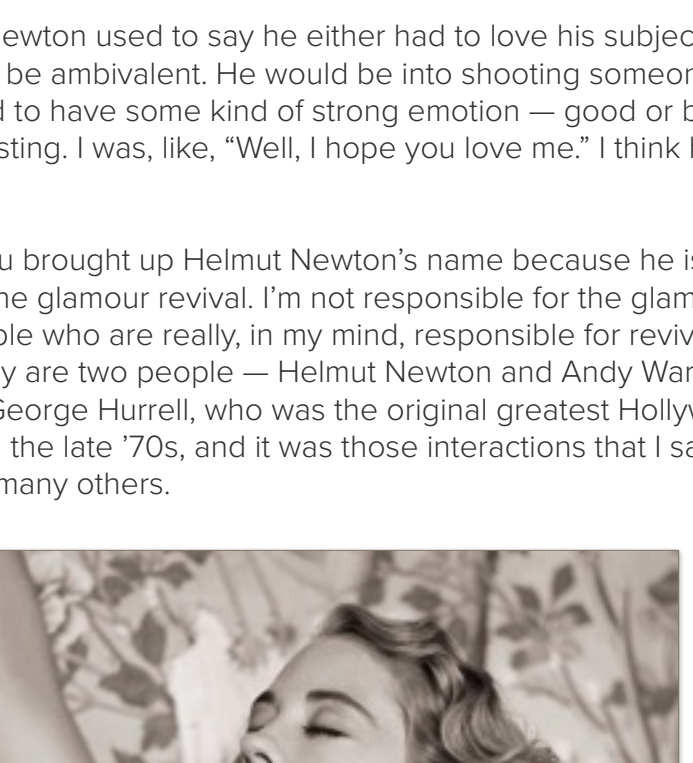 ewton used to say he either had to love his subjec
be ambivalent. He would be into shooting someon
d to have some kind of strong emotion — good or b
sting. I was, like, “Well, I hope you love me.” I think
u brought up Helmut Newton’s name because he is
he glamour revival. I’m not responsible for the glam
ple who are really, in my mind, responsible for reviv
y are two people — Helmut Newton and Andy War
George Hurrell, who was the original greatest Hollyw
the late ’70s, and it was those interactions that I sa
many others.